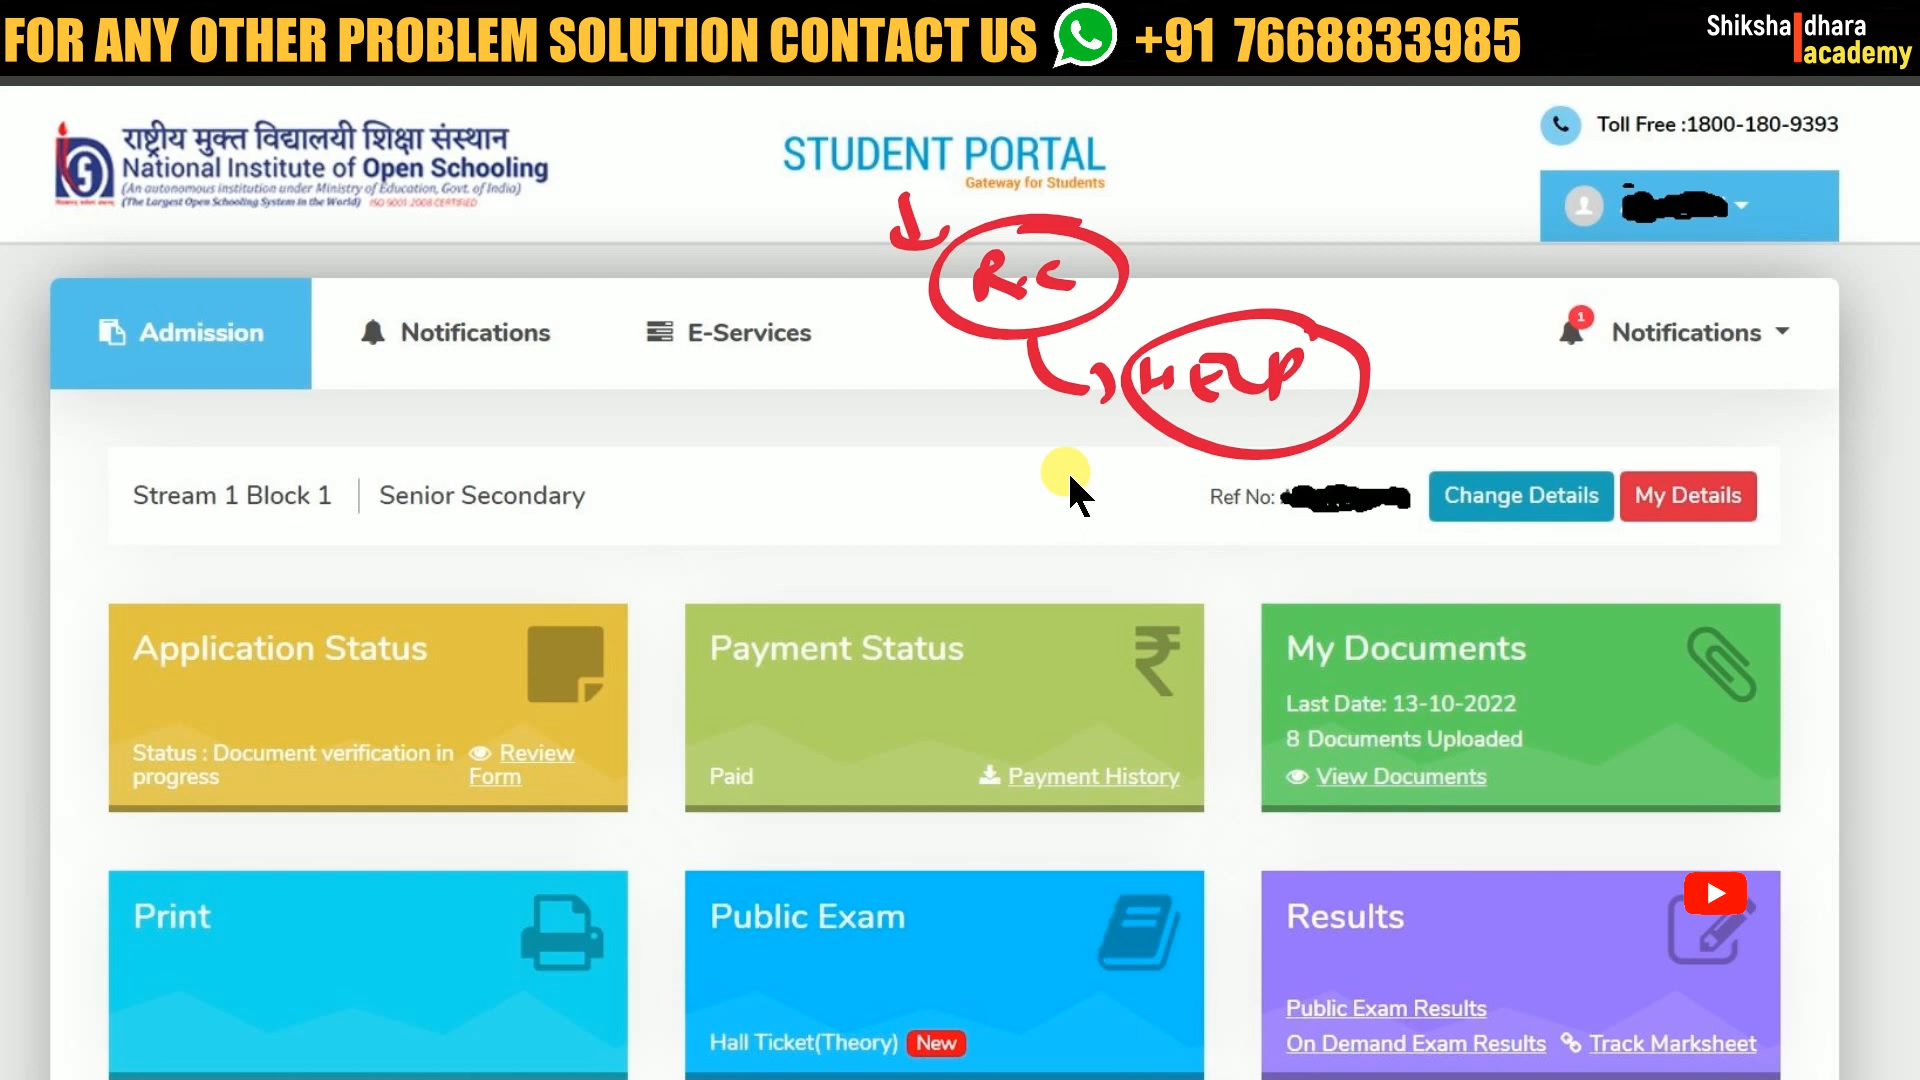 FOR ANY OTHER PROBLEM SOLUTION CONTACT US +91 7668833985
Shiksha dhara
academy
राष्ट्रीय मुक्त विद्यालयी शिक्षा संस्थान
National Institute of Open Schooling
(An autonomous institution under Ministry of Education, Govt. of India)
(The Largest Open Schooling System in the World) ISO 9001:2008 CERTIFIED
STUDENT PORTAL
Gateway for Students
Toll Free :1800-180-9393
R.C
HELP
Admission
Notifications
E-Services
1
Notifications
Stream 1 Block 1
Senior Secondary
Ref No:
Change Details
My Details
Application Status
Status : Document verification in progress
Review Form
Payment Status
Paid
Payment History
My Documents
Last Date: 13-10-2022
8 Documents Uploaded
View Documents
Print
Public Exam
Hall Ticket(Theory) New
Results
Public Exam Results
On Demand Exam Results Track Marksheet